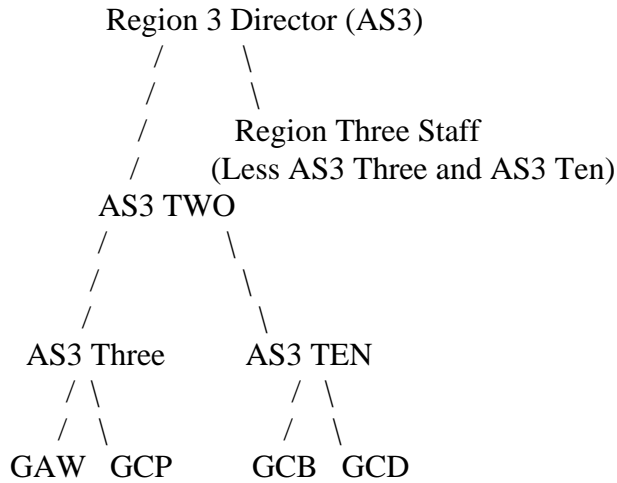 Region 3 Director (AS3)
Region Three Staff
(Less AS3 Three and AS3 Ten)
AS3 TWO
AS3 Three AS3 TEN
GAW GCP GCB GCD